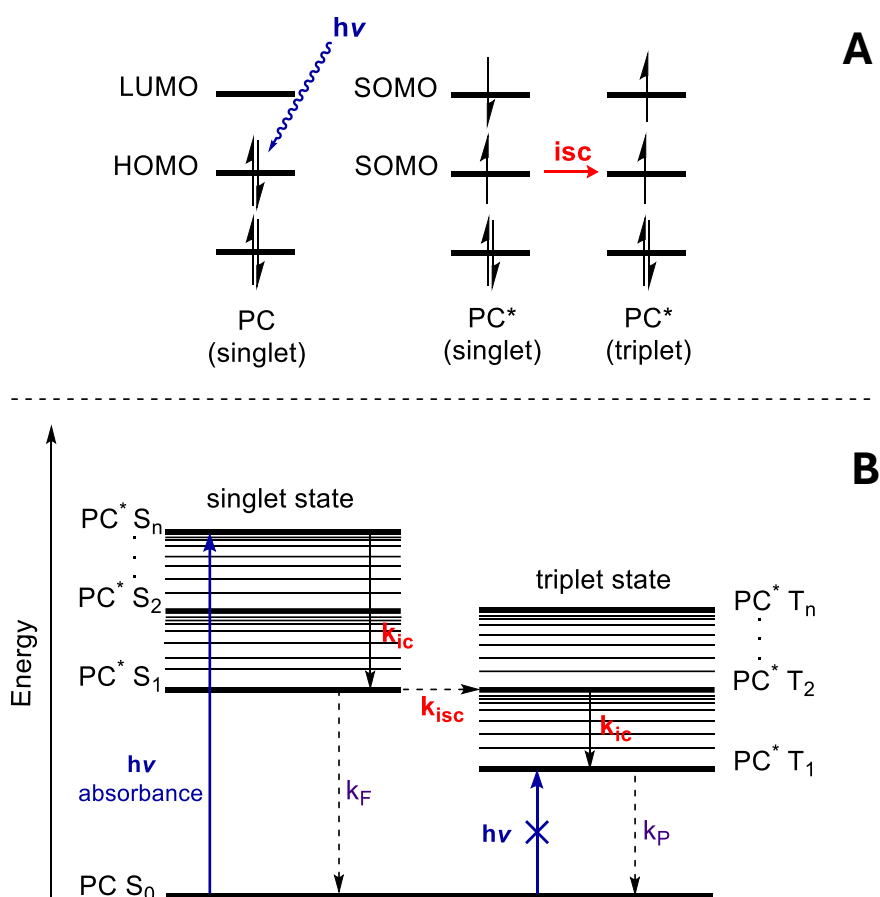 hν
A
LUMO
SOMO
HOMO
SOMO
isc
PC
(singlet)
PC*
(singlet)
PC*
(triplet)
B
singlet state
PC* Sn
triplet state
PC* Tn
PC* S2
kic
Energy
PC* S1
PC* T2
kisc
kic
hν
absorbance
PC* T1
kF
hν
kP
PC S0